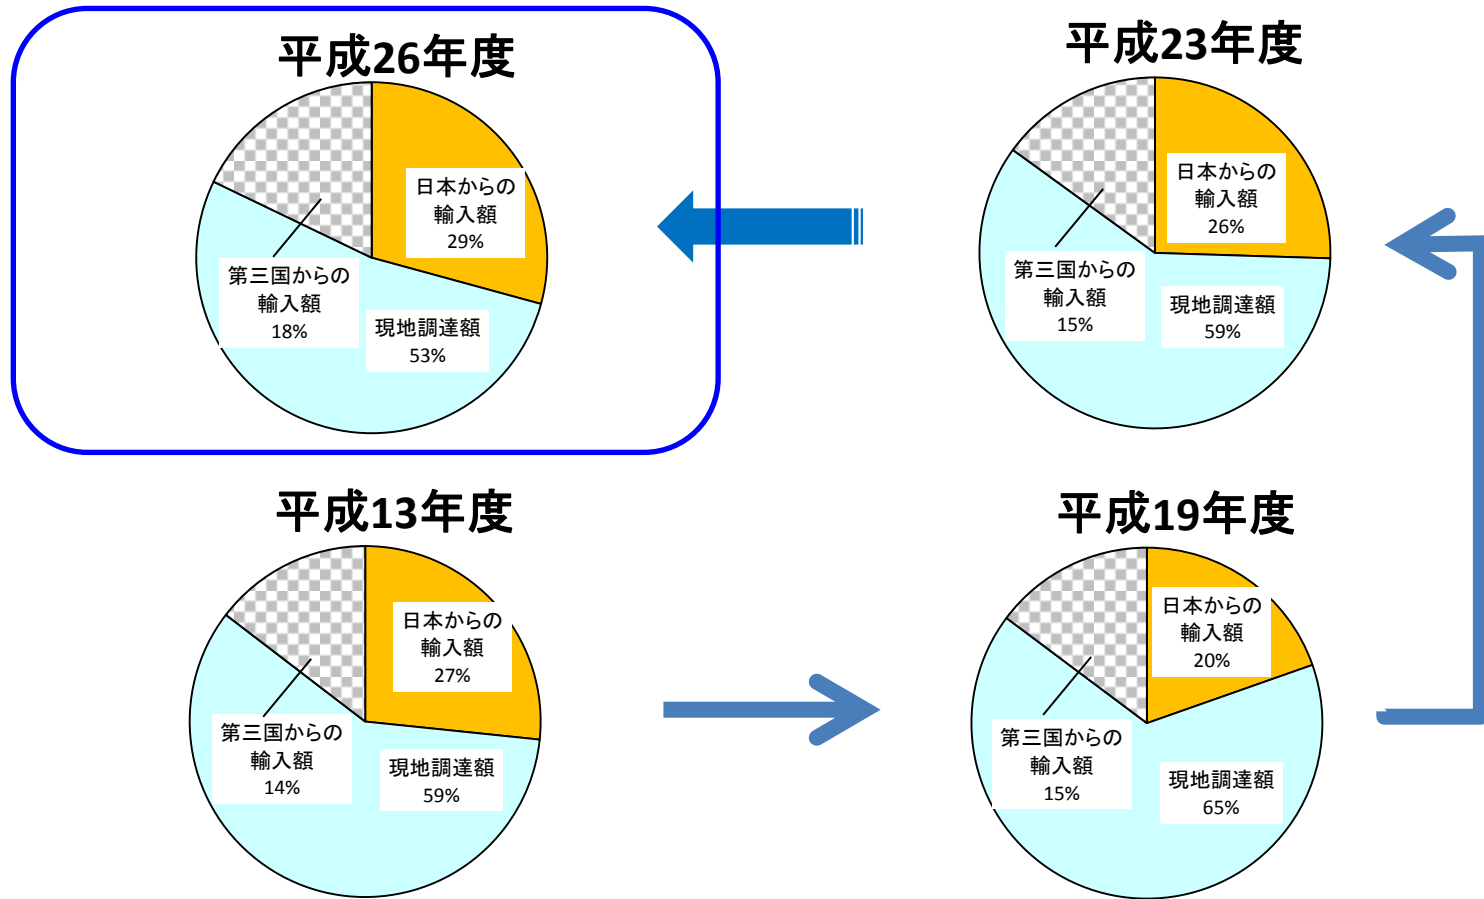 平成26年度
日本からの
輸入額
29%
第三国からの
輸入額
18%
現地調達額
53%
平成23年度
日本からの
輸入額
26%
第三国からの
輸入額
15%
現地調達額
59%
平成13年度
日本からの
輸入額
27%
第三国からの
輸入額
14%
現地調達額
59%
平成19年度
日本からの
輸入額
20%
第三国からの
輸入額
15%
現地調達額
65%